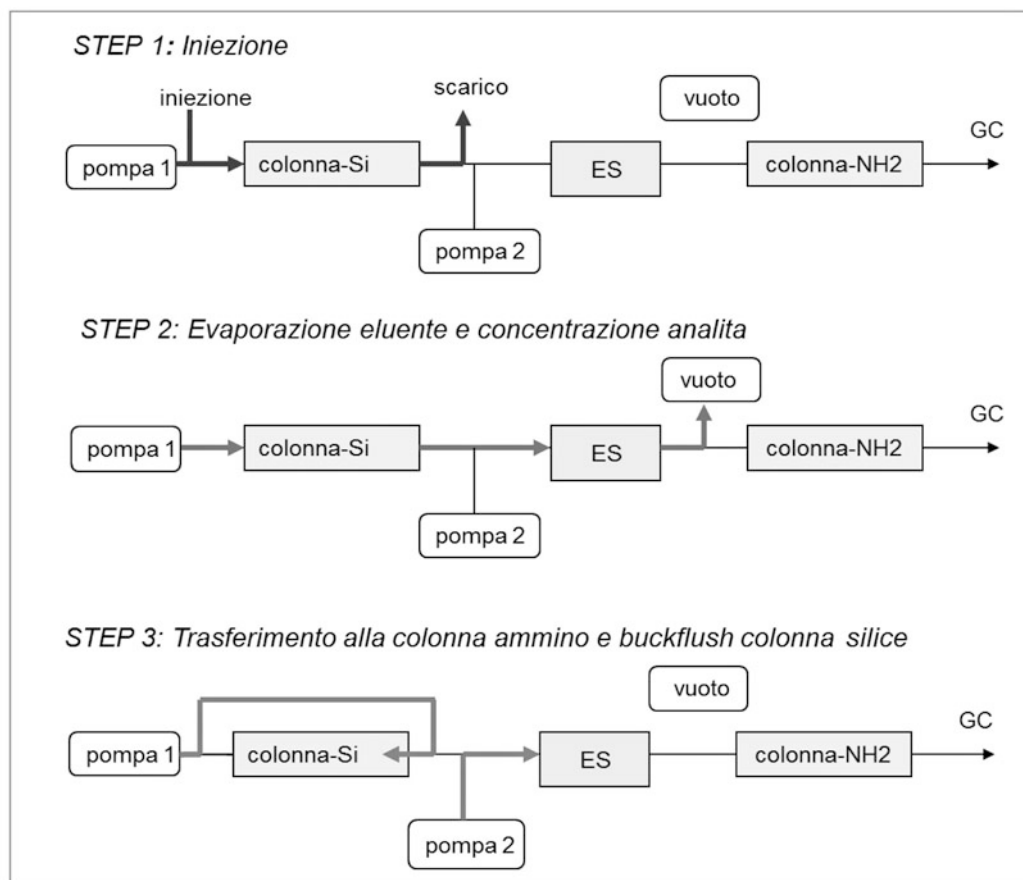 STEP 1: Iniezione
iniezione
scarico
vuoto
GC
pompa 1
colonna-Si
ES
colonna-NH2
pompa 2
STEP 2: Evaporazione eluente e concentrazione analita
vuoto
GC
pompa 1
colonna-Si
ES
colonna-NH2
pompa 2
STEP 3: Trasferimento alla colonna ammino e buckflush colonna silice
vuoto
GC
pompa 1
colonna-Si
ES
colonna-NH2
pompa 2